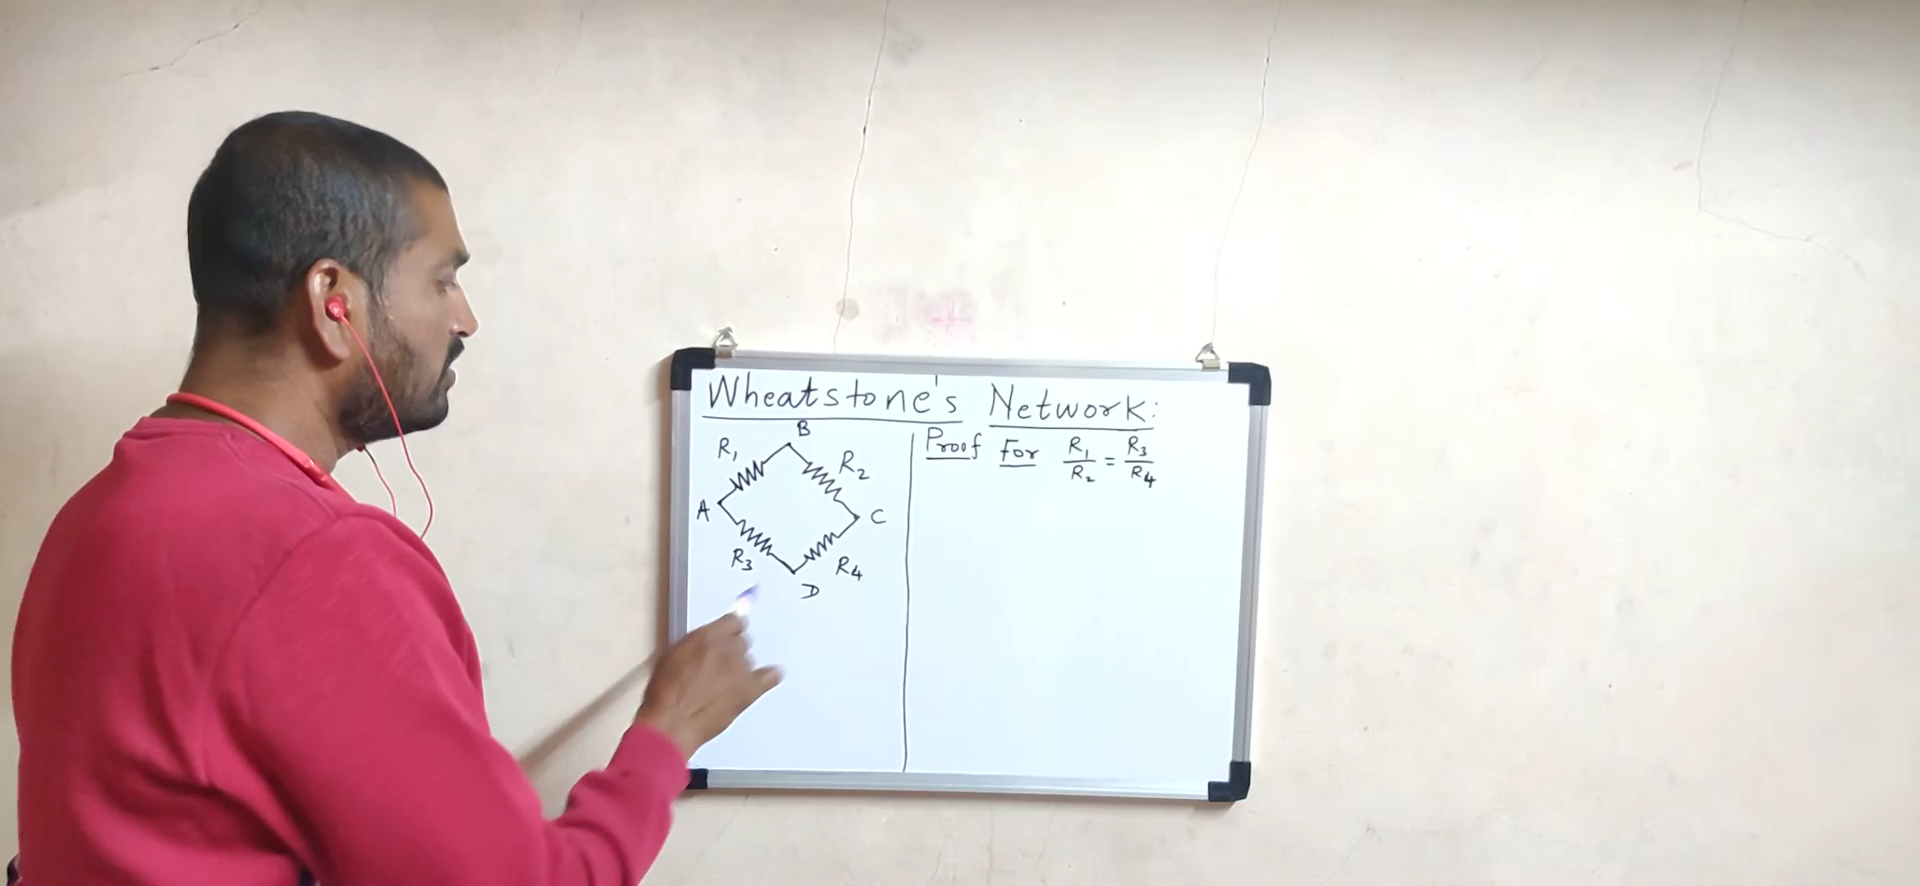 Wheatstone's Network:
B
R₁
R₂
A
C
R₃
R₄
D
Proof For R₁/R₂ = R₃/R₄